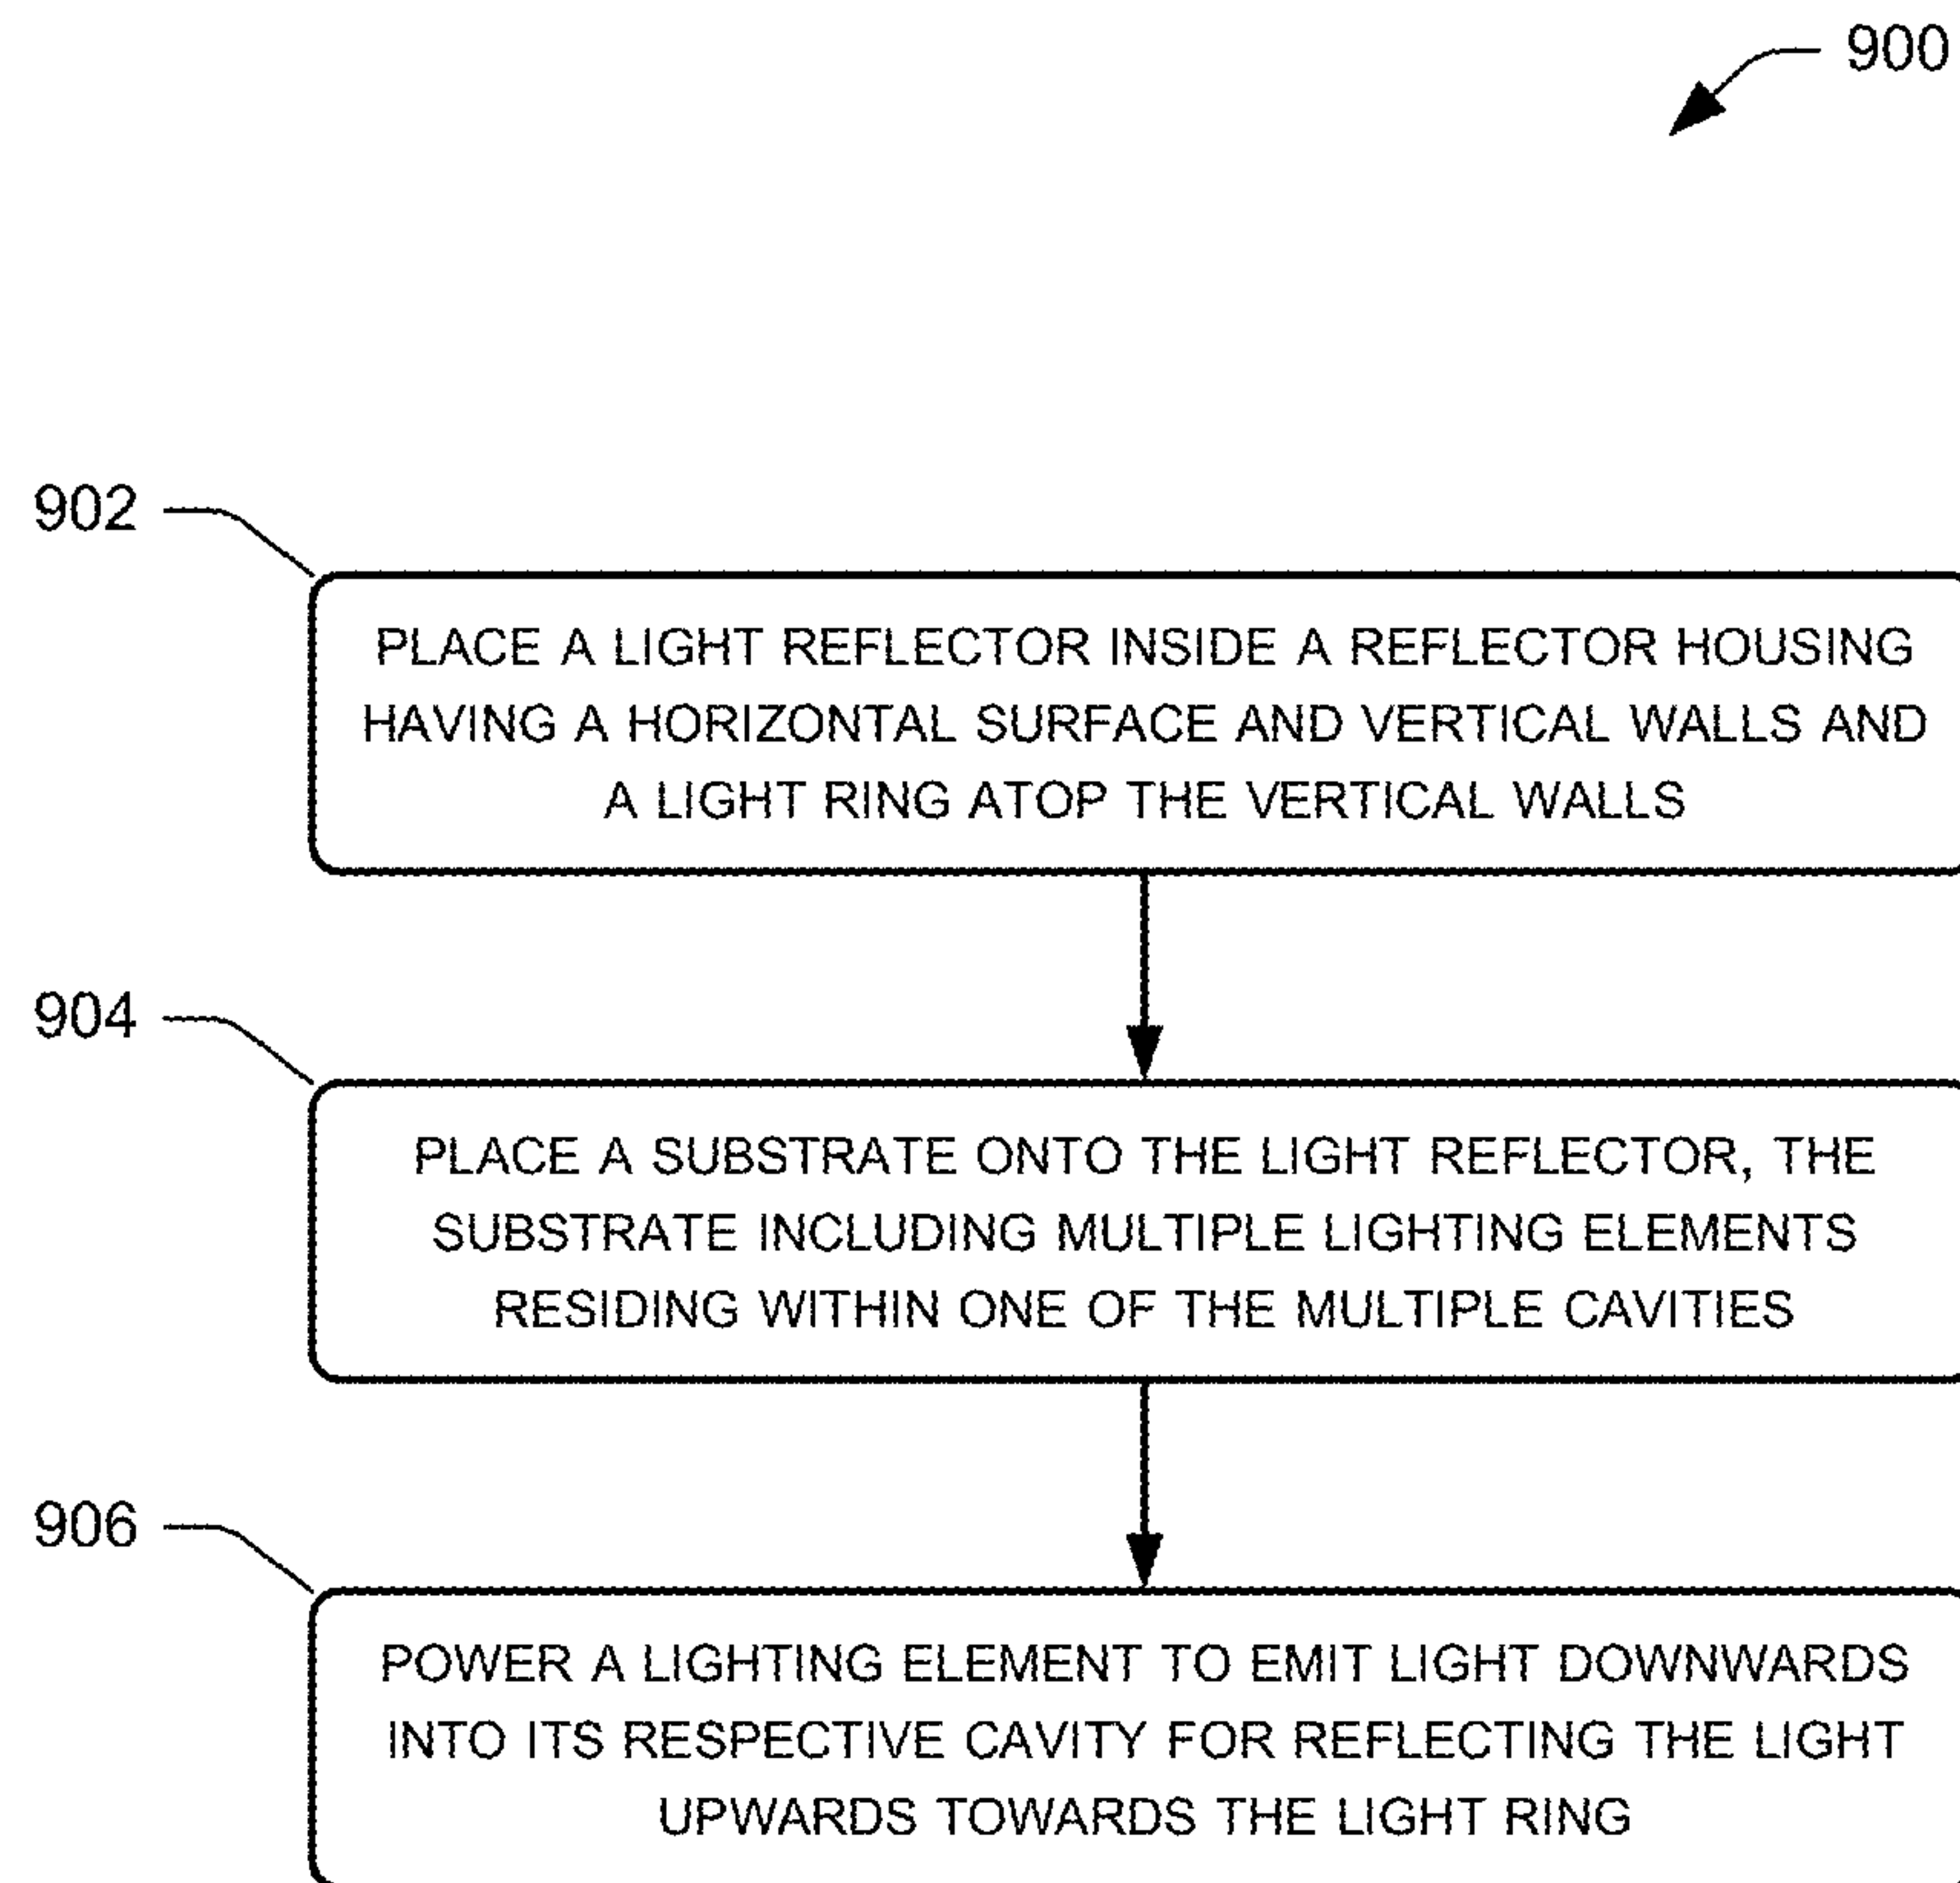 900
902
PLACE A LIGHT REFLECTOR INSIDE A REFLECTOR HOUSING
HAVING A HORIZONTAL SURFACE AND VERTICAL WALLS AND
A LIGHT RING ATOP THE VERTICAL WALLS
904
PLACE A SUBSTRATE ONTO THE LIGHT REFLECTOR, THE
SUBSTRATE INCLUDING MULTIPLE LIGHTING ELEMENTS
RESIDING WITHIN ONE OF THE MULTIPLE CAVITIES
906
POWER A LIGHTING ELEMENT TO EMIT LIGHT DOWNWARDS
INTO ITS RESPECTIVE CAVITY FOR REFLECTING THE LIGHT
UPWARDS TOWARDS THE LIGHT RING